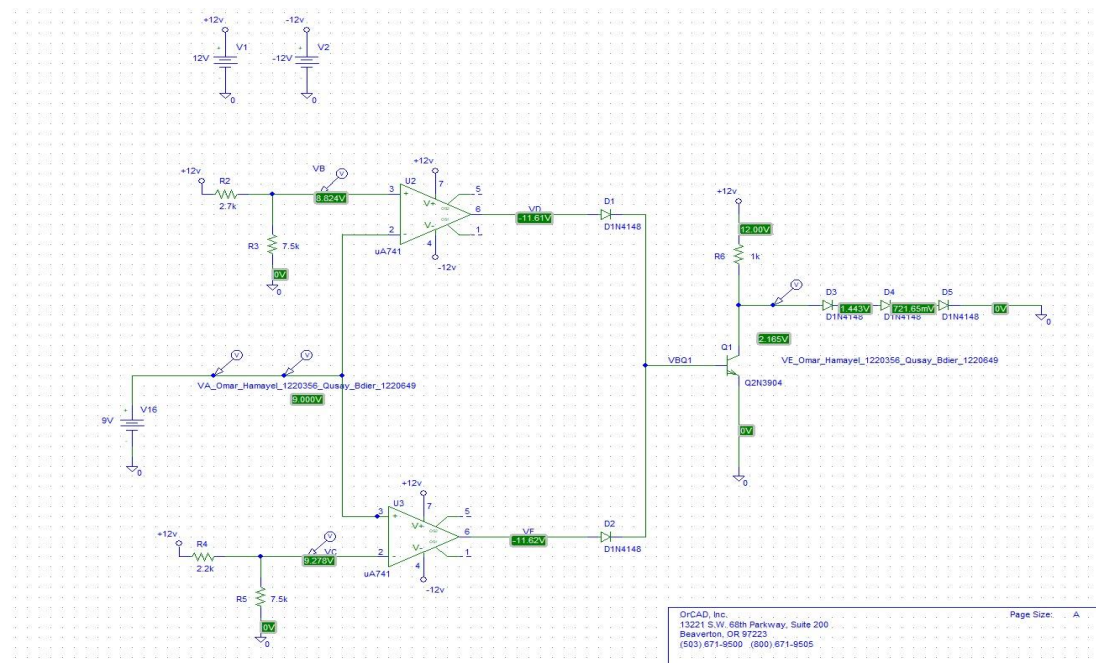 +12v
-12v
V1
V2
12V
-12V
0
0
+12v
R2
2.7k
VB
8.824V
R3
7.5k
0V
0
+12v
U2
7
3
+
V+
5
OS2
6
OS1
2
-
V-
1
4
uA741
-12v
VD
-11.61V
D1
D1N4148
+12v
12.00V
R6
1k
D3
1.443V
D1N4148
D4
721.65mV
D1N4148
D5
0V
D1N4148
0
2.165V
VBQ1
Q1
VE_Omar_Hamayel_1220356_Qusay_Bdier_1220649
Q2N3904
0V
0
VA_Omar_Hamayel_1220356_Qusay_Bdier_1220649
9.000V
V16
9V
0
+12v
U3
7
3
+
V+
5
OS2
6
OS1
2
-
V-
1
4
uA741
-12v
-11.62V
D2
D1N4148
+12v
R4
2.2k
VC
9.278V
R5
7.5k
0V
0
OrCAD, Inc.
13221 S.W. 68th Parkway, Suite 200
Beaverton, OR 97223
(503) 671-9500 (800) 671-9505
Page Size: A